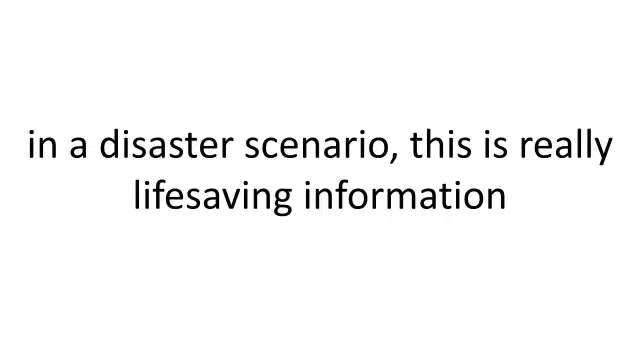 in a disaster scenario, this is really
lifesaving information